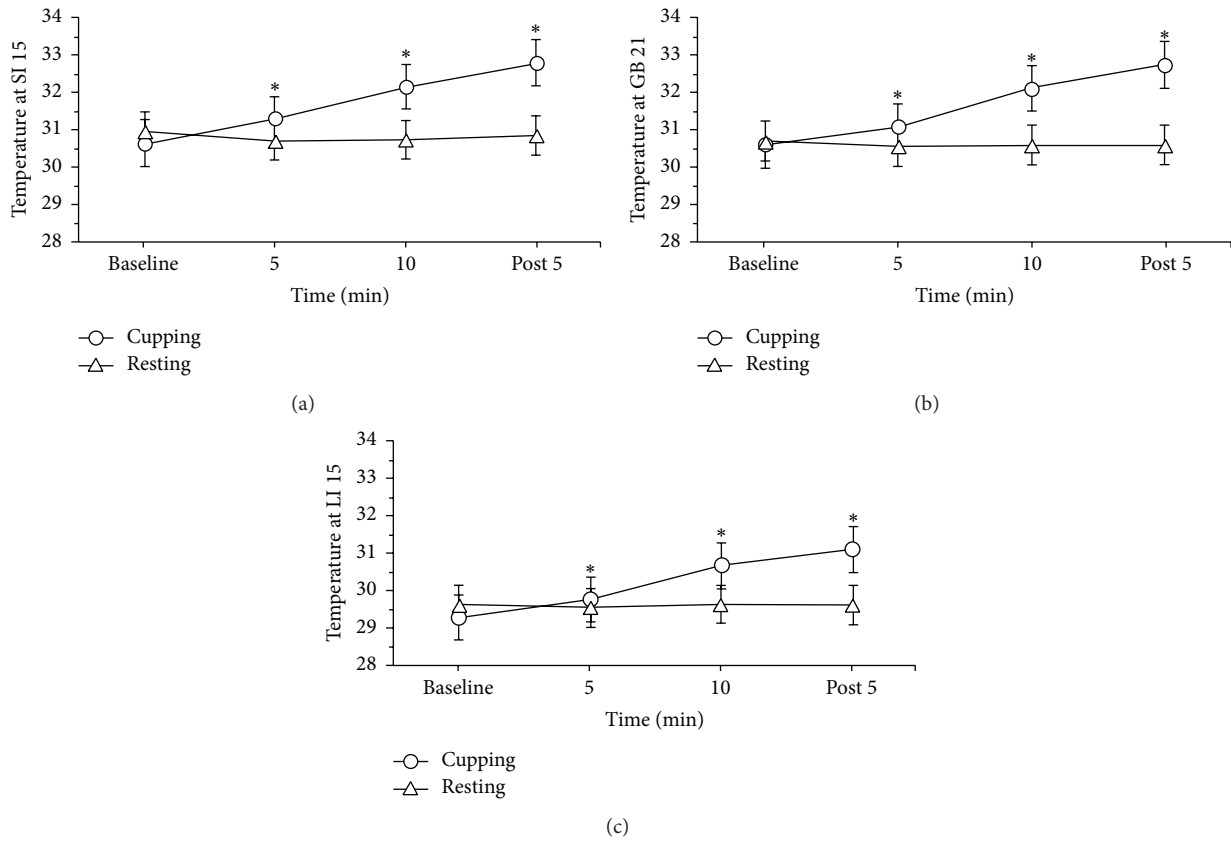 34
33
32
31
30
29
28
Temperature at SI 15
* * *
Baseline 5 10 Post 5
Time (min)
Cupping
Resting
(a)
34
33
32
31
30
29
28
Temperature at GB 21
* * *
Baseline 5 10 Post 5
Time (min)
Cupping
Resting
(b)
34
33
32
31
30
29
28
Temperature at LI 15
* * *
Baseline 5 10 Post 5
Time (min)
Cupping
Resting
(c)